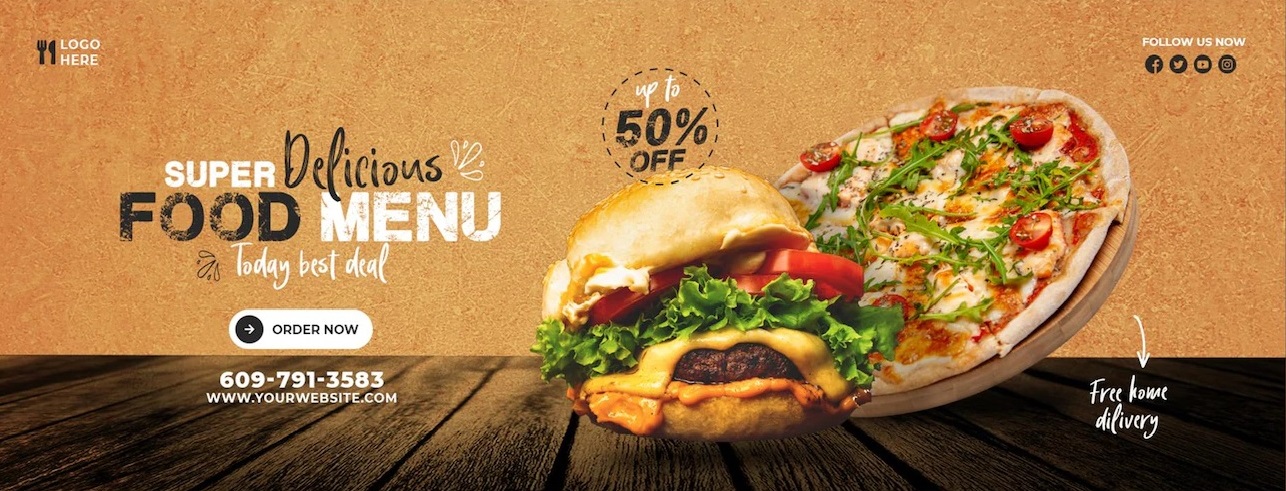 LOGO
HERE
FOLLOW US NOW
up to
50%
OFF
SUPER Delicious
FOOD MENU
Today best deal
ORDER NOW
609-791-3583
WWW.YOURWEBSITE.COM
Free home
dilivery